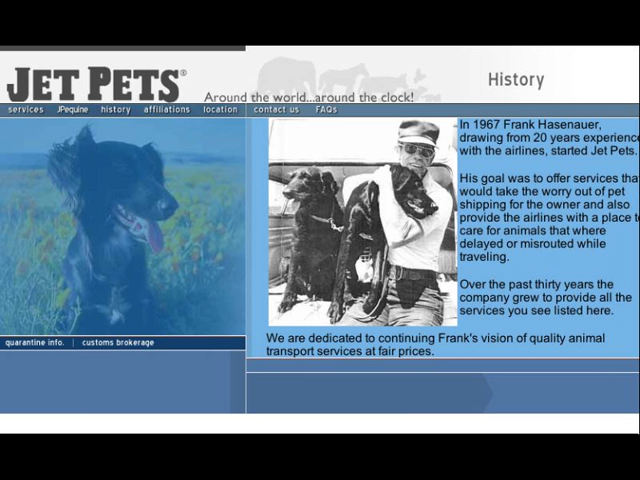 JET PETS®
Around the world...around the clock!
History
services JPequine history affiliations location contact us FAQs
In 1967 Frank Hasenauer,
drawing from 20 years experience
with the airlines, started Jet Pets.
His goal was to offer services tha
would take the worry out of pet
shipping for the owner and also
provide the airlines with a place t
care for animals that where
delayed or misrouted while
traveling.
Over the past thirty years the
company grew to provide all the
services you see listed here.
We are dedicated to continuing Frank's vision of quality animal
transport services at fair prices.
quarantine info. | customs brokerage